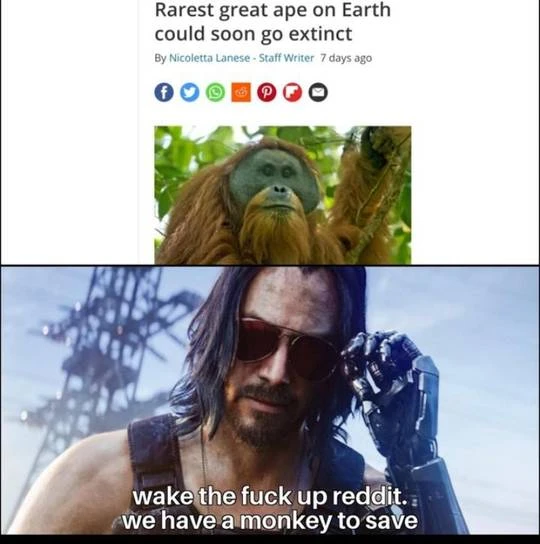 Rarest great ape on Earth
could soon go extinct
By Nicoletta Lanese - Staff Writer 7 days ago
wake the fuck up reddit.
we have a monkey to save